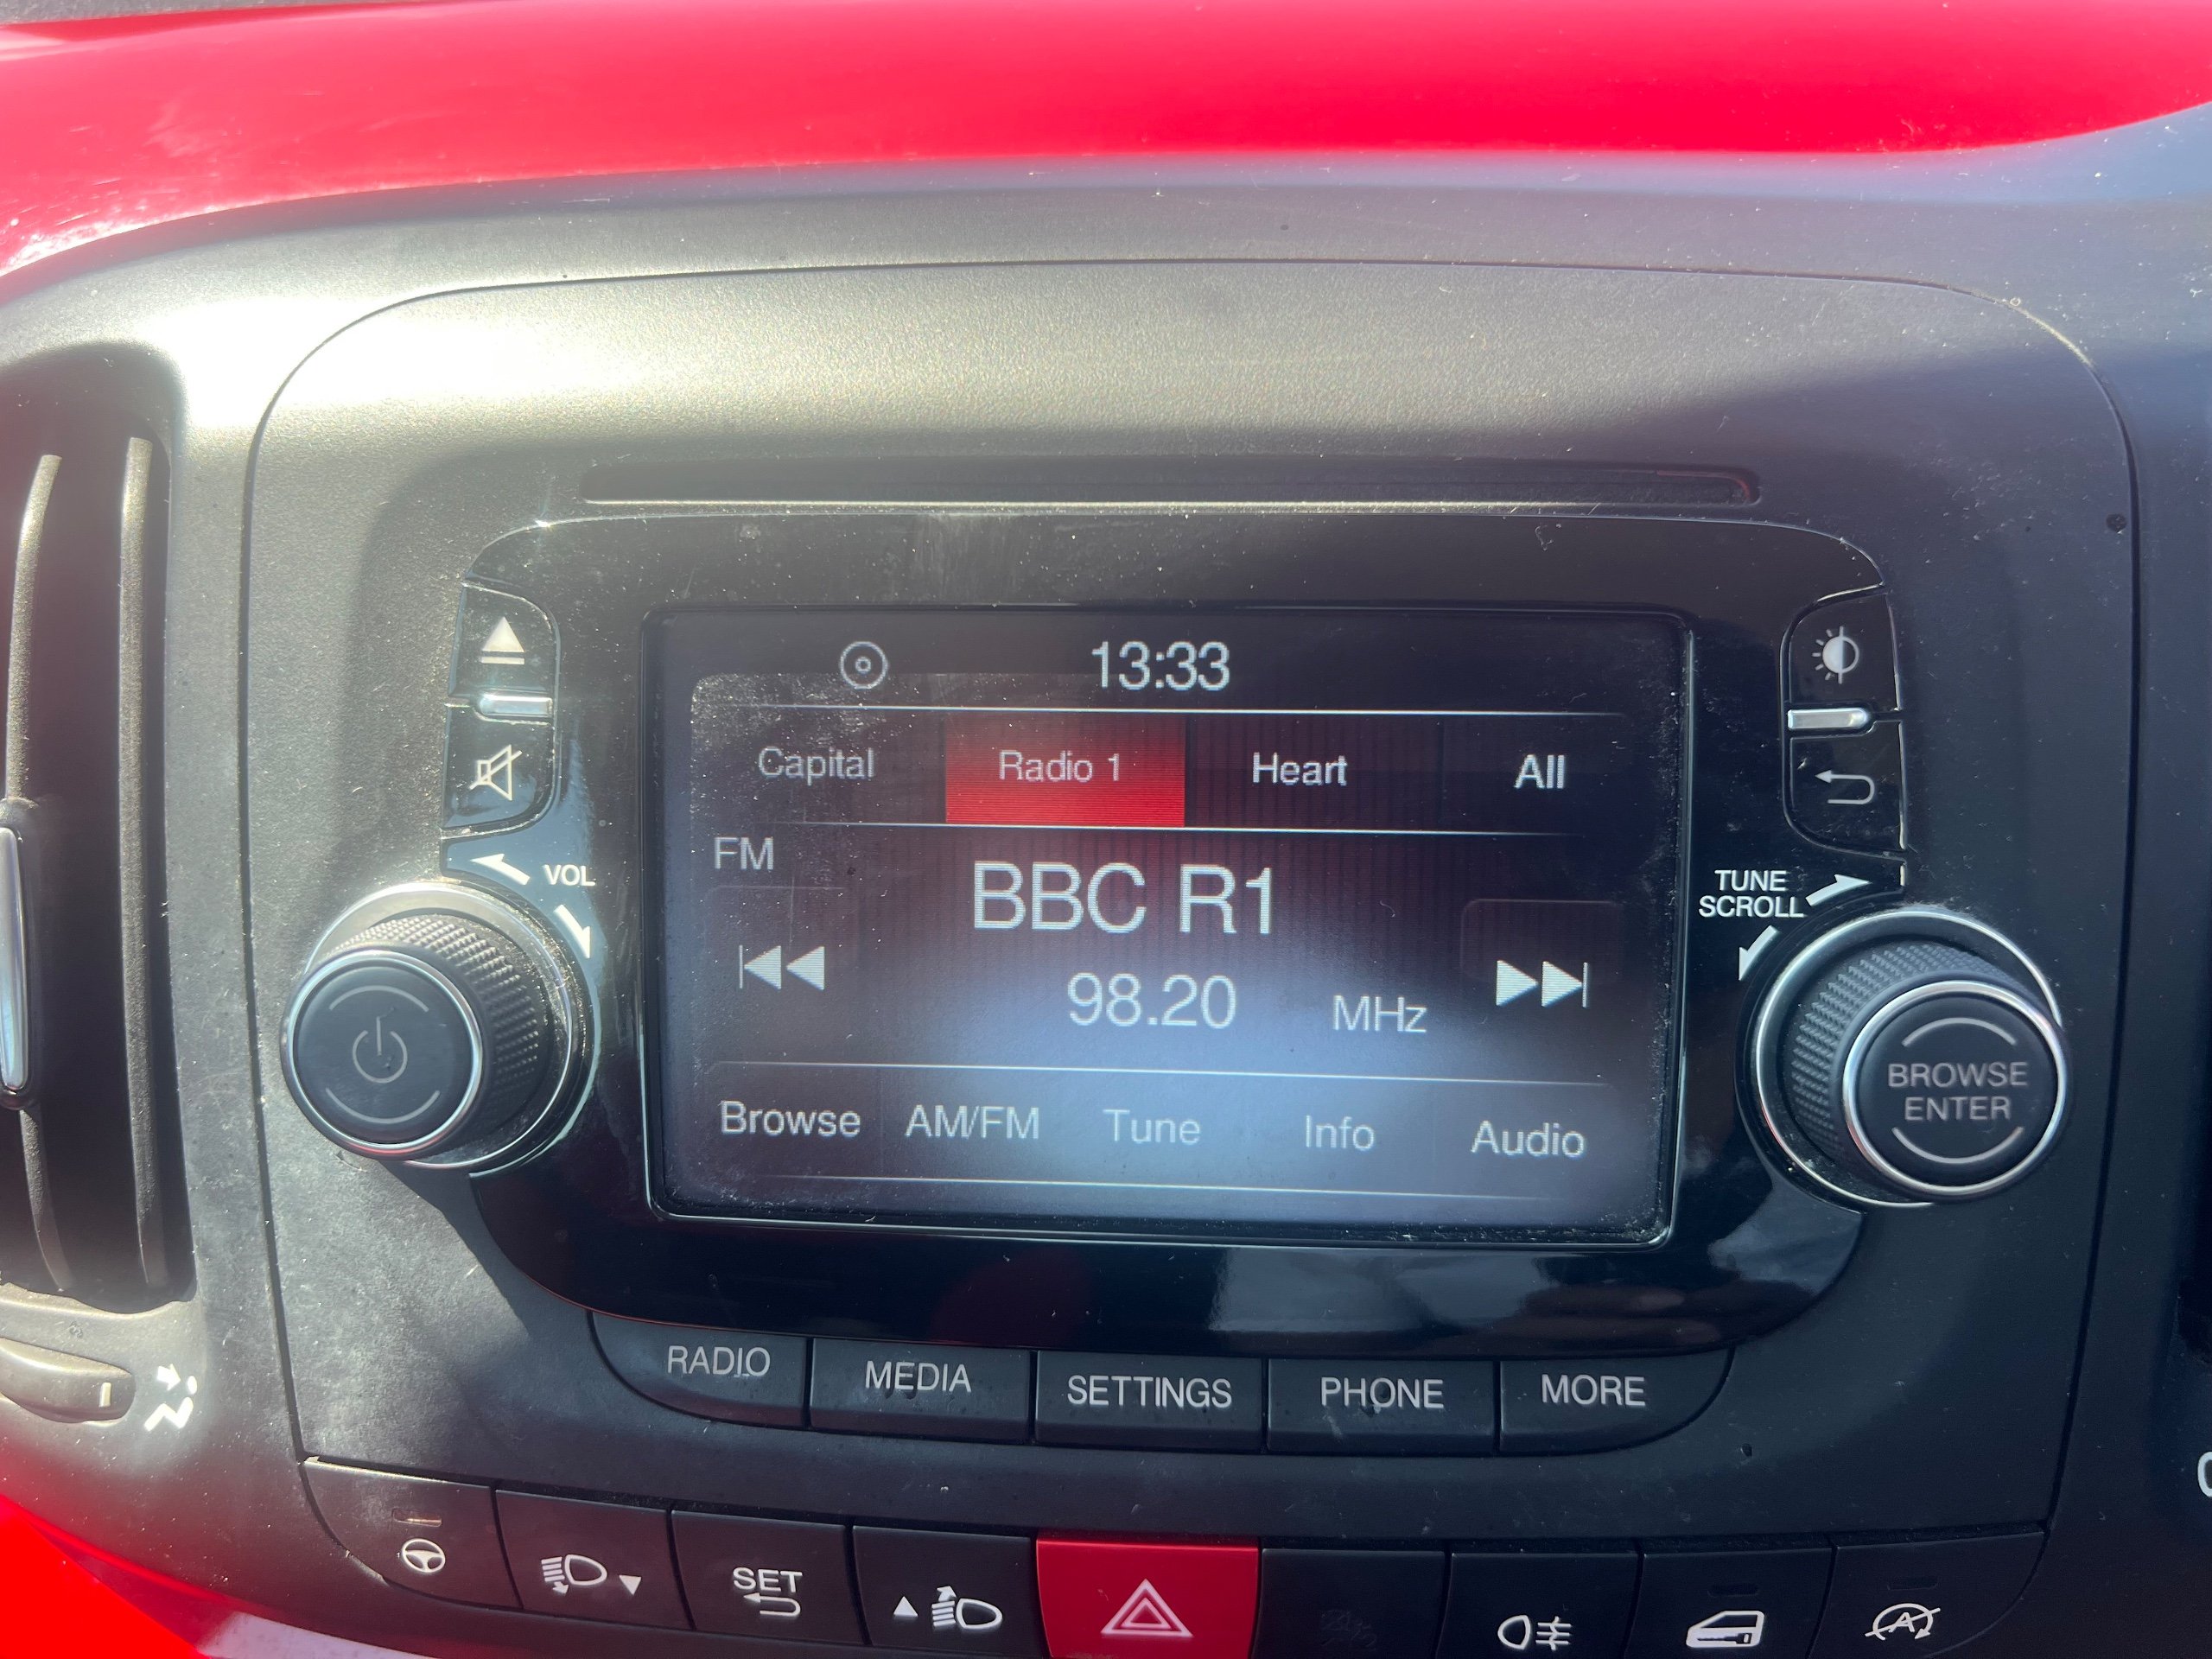 13:33
Capital Radio 1 Heart All
FM
BBC R1
98.20 MHz
Browse AM/FM Tune Info Audio
VOL
TUNE
SCROLL
BROWSE
ENTER
RADIO MEDIA SETTINGS PHONE MORE
SET
A